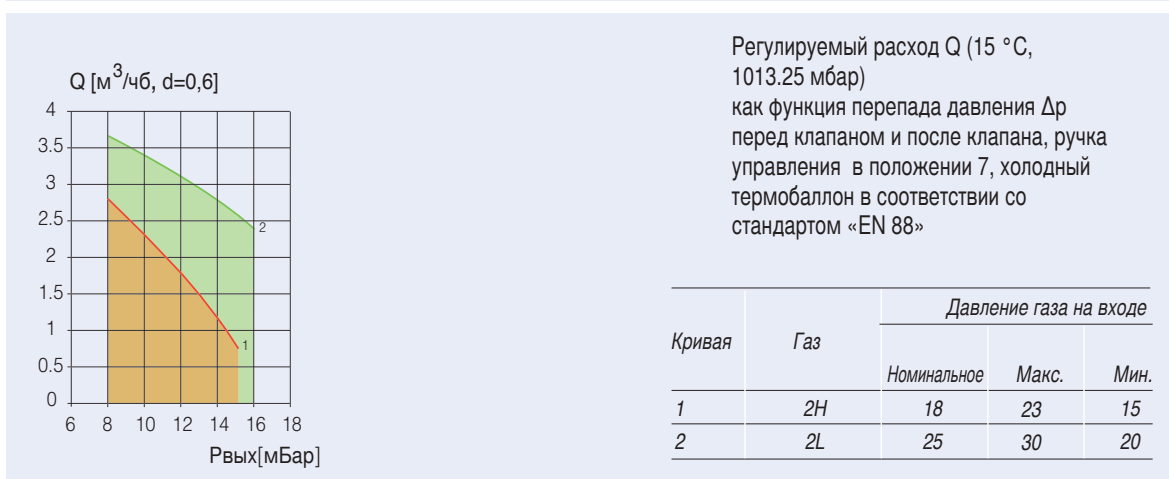 Q [м3/чб, d=0,6]
4
3.5
3
2.5
2
1.5
1
0.5
0
2
1
6 8 10 12 14 16 18
Pвых[мБар]
Регулируемый расход Q (15 °C,
1013.25 мбар)
как функция перепада давления Δp
перед клапаном и после клапана, ручка
управления в положении 7, холодный
термобаллон в соответствии со
стандартом «EN 88»
Давление газа на входе
Кривая Газ
Номинальное Макс. Мин.
1 2H 18 23 15
2 2L 25 30 20